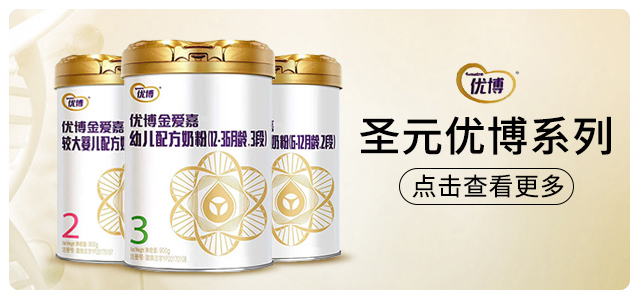 优博
优博金爱嘉
较大婴儿配方奶
2
优博
优博金爱嘉
幼儿配方奶粉(12-36月龄,3段)
3
奶粉(6-12月龄,2段)
优博
圣元优博系列
点击查看更多